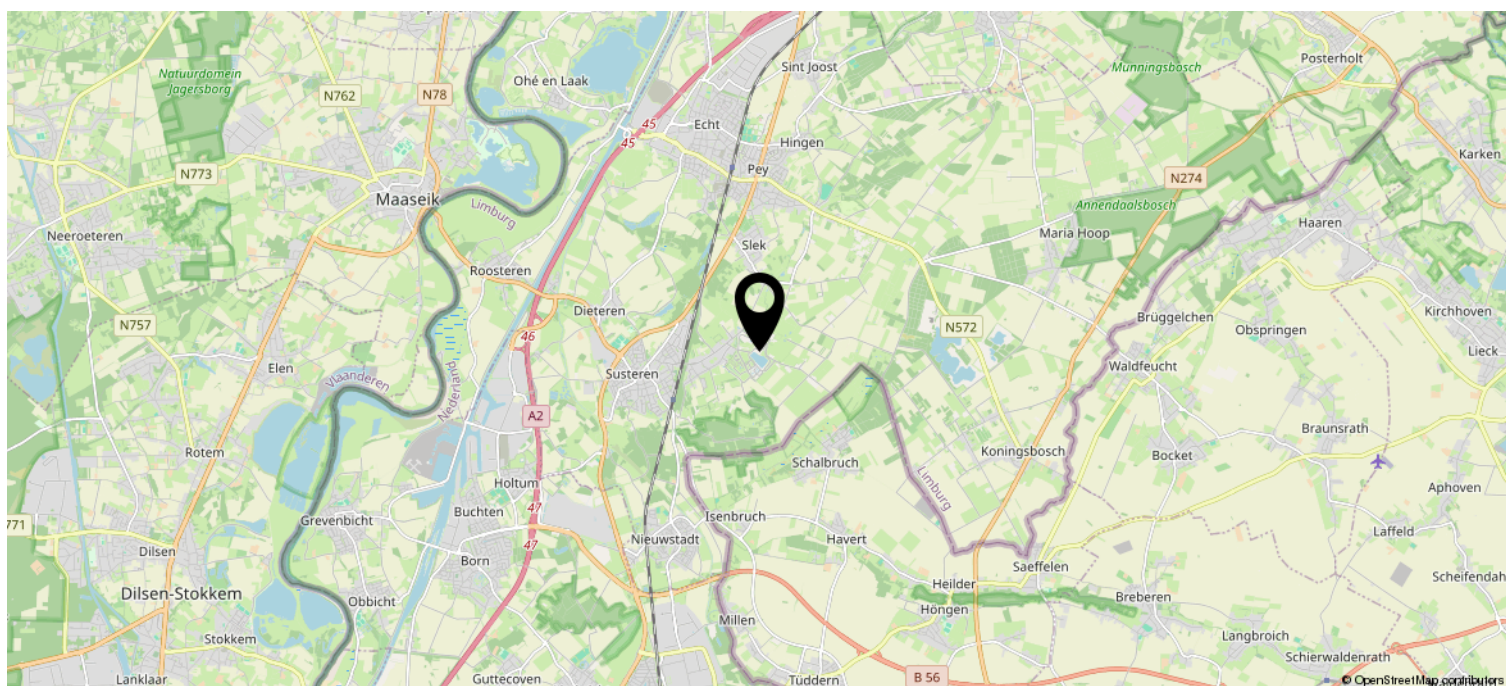 Ohé en Laak
Sint Joost
Posterholt
Natuurdomein
Jagersborg
Munningsbosch
N762
N78
45
45
Echt
Hingen
Karken
Pey
N773
N274
Maaseik
Limburg
Annendaalsbosch
Haaren
Neeroeteren
Maria Hoop
Slek
Roosteren
Dieteren
Kirchhoven
N757
N572
Brüggelchen
Obspringen
46
Lieck
Elen
Vlaanderen
Nederland
Susteren
Waldfeucht
A2
Braunsrath
Rotem
Schalbruch
Koningsbosch
Bocket
Limburg
Holtum
Aphoven
47
Buchten
Grevenbicht
Isenbruch
771
Laffeld
47
Nieuwstadt
Havert
Dilsen
Born
Saeffelen
Scheifendah
Dilsen-Stokkem
Heilder
Obbicht
Breberen
Höngen
Millen
Stokkem
Langbroich
Schierwaldenrath
Lanklaar
Guttecoven
Tüddern
B 56
© OpenStreetMap contributors